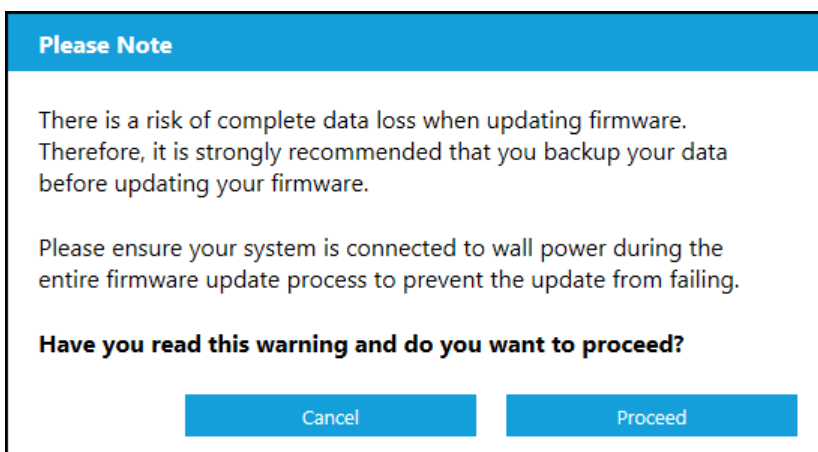 Please Note
There is a risk of complete data loss when updating firmware.
Therefore, it is strongly recommended that you backup your data
before updating your firmware.
Please ensure your system is connected to wall power during the
entire firmware update process to prevent the update from failing.
Have you read this warning and do you want to proceed?
Cancel
Proceed